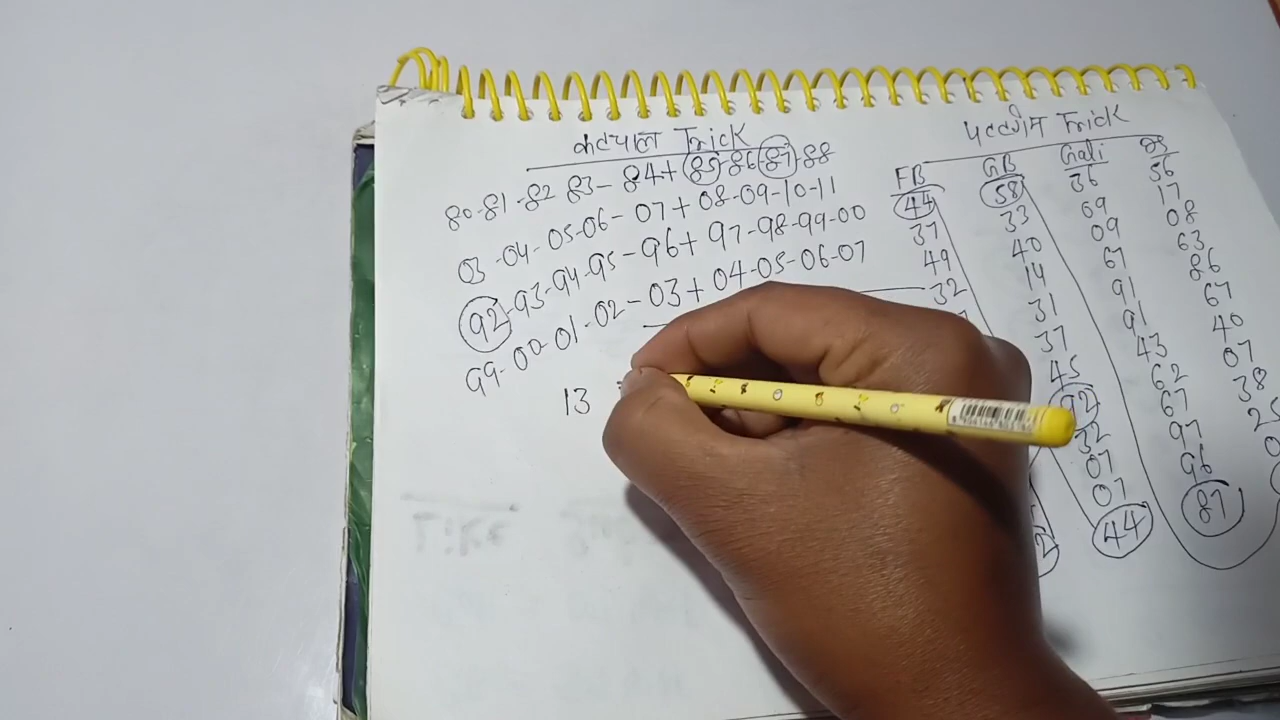 कटपाल Trick
80-81-82 83-84+85-86-87-88
03-04-05-06-07+08-09-10-11
92-93-94-95-96+97-98-99-00
99-00-01-02-03+04-05-06-07
13
Trick
FB GB Gali DS
44 58 36 56
37 33 69 17
49 40 09 08
32 14 67 63
31 91 86
37 91 67
45 43 40
92 62 07
32 67 38
07 97
07 96
44 87